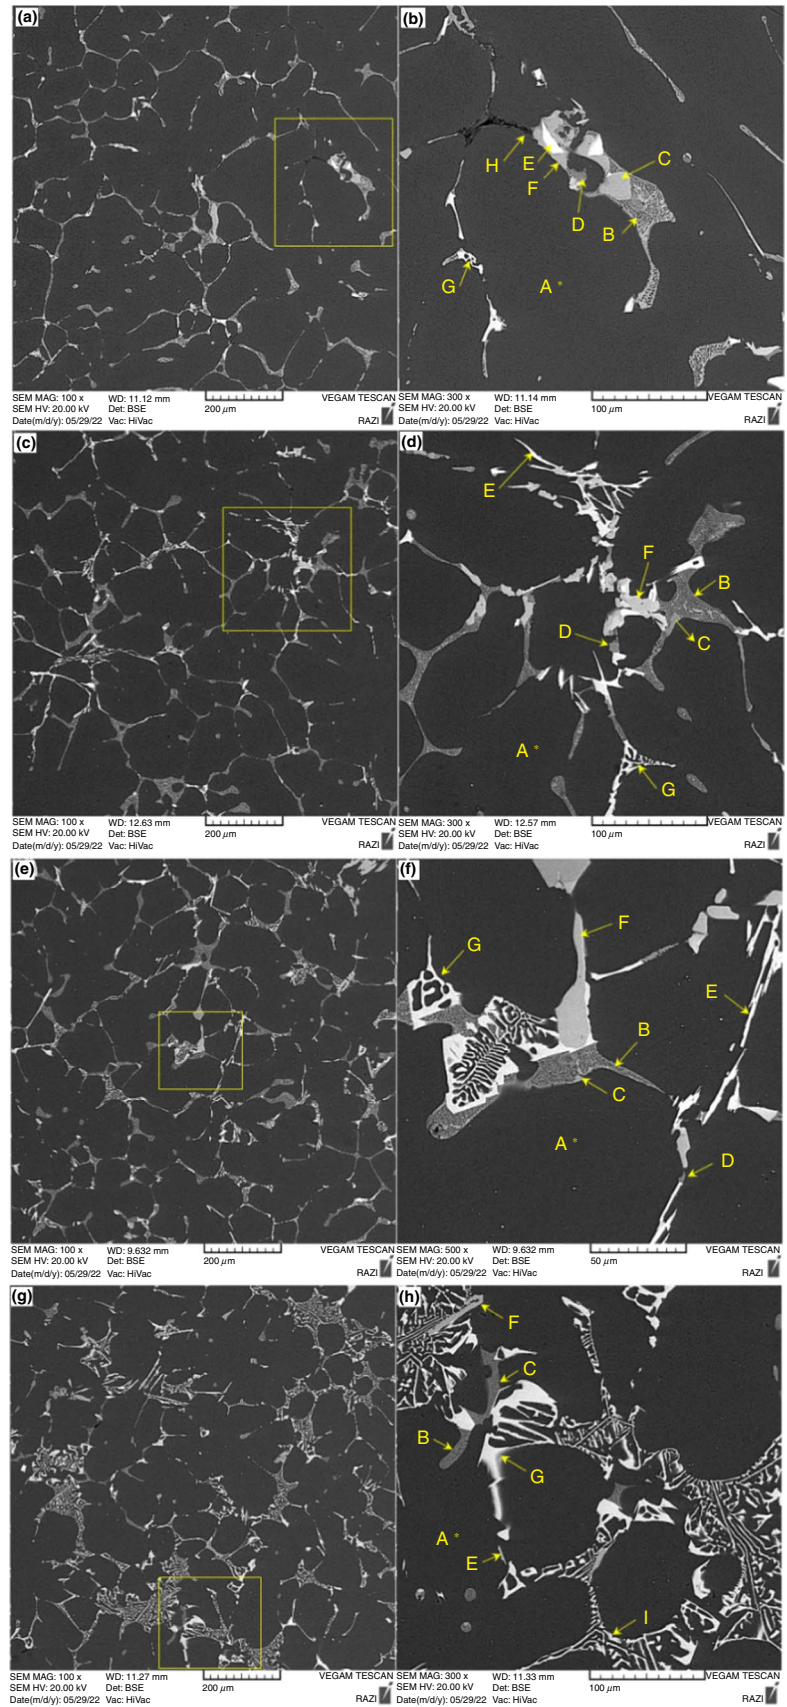 (a)
SEM MAG: 100 x WD: 11.12 mm VEGAM TESCAN
SEM HV: 20.00 kV Det: BSE 200 μm
Date(m/d/y): 05/29/22 Vac: HiVac RAZI
(b)
H
E
F
D
C
B
G
A *
SEM MAG: 300 x WD: 11.14 mm VEGAM TESCAN
SEM HV: 20.00 kV Det: BSE 100 μm
Date(m/d/y): 05/29/22 Vac: HiVac RAZI
(c)
SEM MAG: 100 x WD: 12.63 mm VEGAM TESCAN
SEM HV: 20.00 kV Det: BSE 200 μm
Date(m/d/y): 05/29/22 Vac: HiVac RAZI
(d)
E
F
B
D
C
A *
G
SEM MAG: 300 x WD: 12.57 mm VEGAM TESCAN
SEM HV: 20.00 kV Det: BSE 100 μm
Date(m/d/y): 05/29/22 Vac: HiVac RAZI
(e)
SEM MAG: 100 x WD: 9.632 mm VEGAM TESCAN
SEM HV: 20.00 kV Det: BSE 200 μm
Date(m/d/y): 05/29/22 Vac: HiVac RAZI
(f)
F
G
E
B
C
A *
D
SEM MAG: 500 x WD: 9.632 mm VEGAM TESCAN
SEM HV: 20.00 kV Det: BSE 50 μm
Date(m/d/y): 05/29/22 Vac: HiVac RAZI
(g)
SEM MAG: 100 x WD: 11.27 mm VEGAM TESCAN
SEM HV: 20.00 kV Det: BSE 200 μm
Date(m/d/y): 05/29/22 Vac: HiVac RAZI
(h)
F
C
B
G
A *
E
I
SEM MAG: 300 x WD: 11.33 mm VEGAM TESCAN
SEM HV: 20.00 kV Det: BSE 100 μm
Date(m/d/y): 05/29/22 Vac: HiVac RAZI